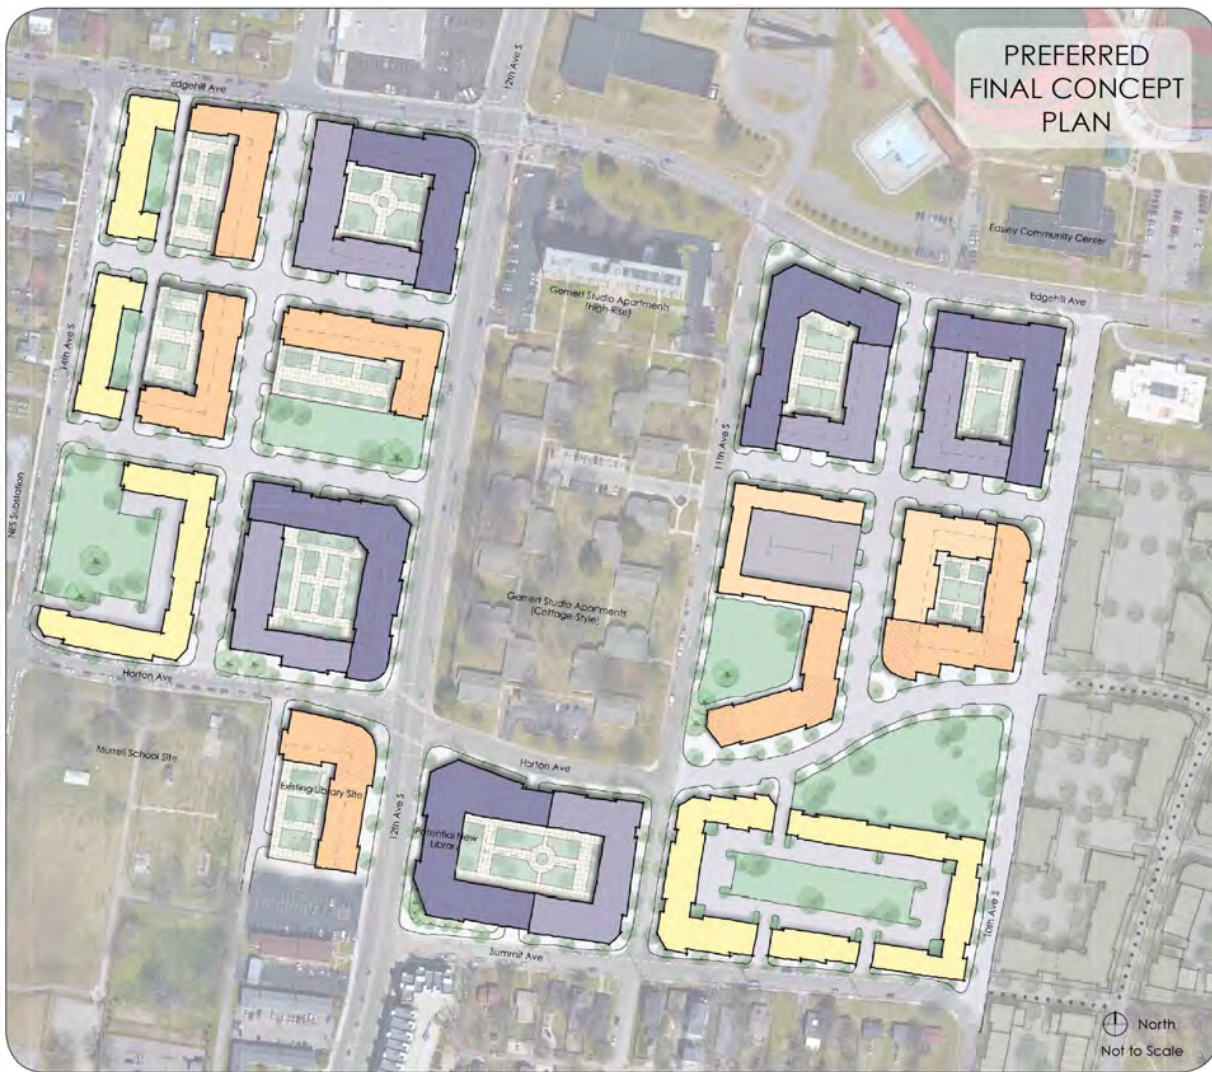 PREFERRED
FINAL CONCEPT
PLAN
12th Ave S
Edgehill Ave
Easley Community Center
Edgehill Ave
Gernert Studio Apartments
(High-Rise)
14th Ave S
11th Ave S
NES Substation
Gernert Studio Apartments
(Cottage-Style)
Horton Ave
Murrell School Site
Existing Library Site
12th Ave S
Horton Ave
Potential New
Library
10th Ave S
Summit Ave
North
Not to Scale